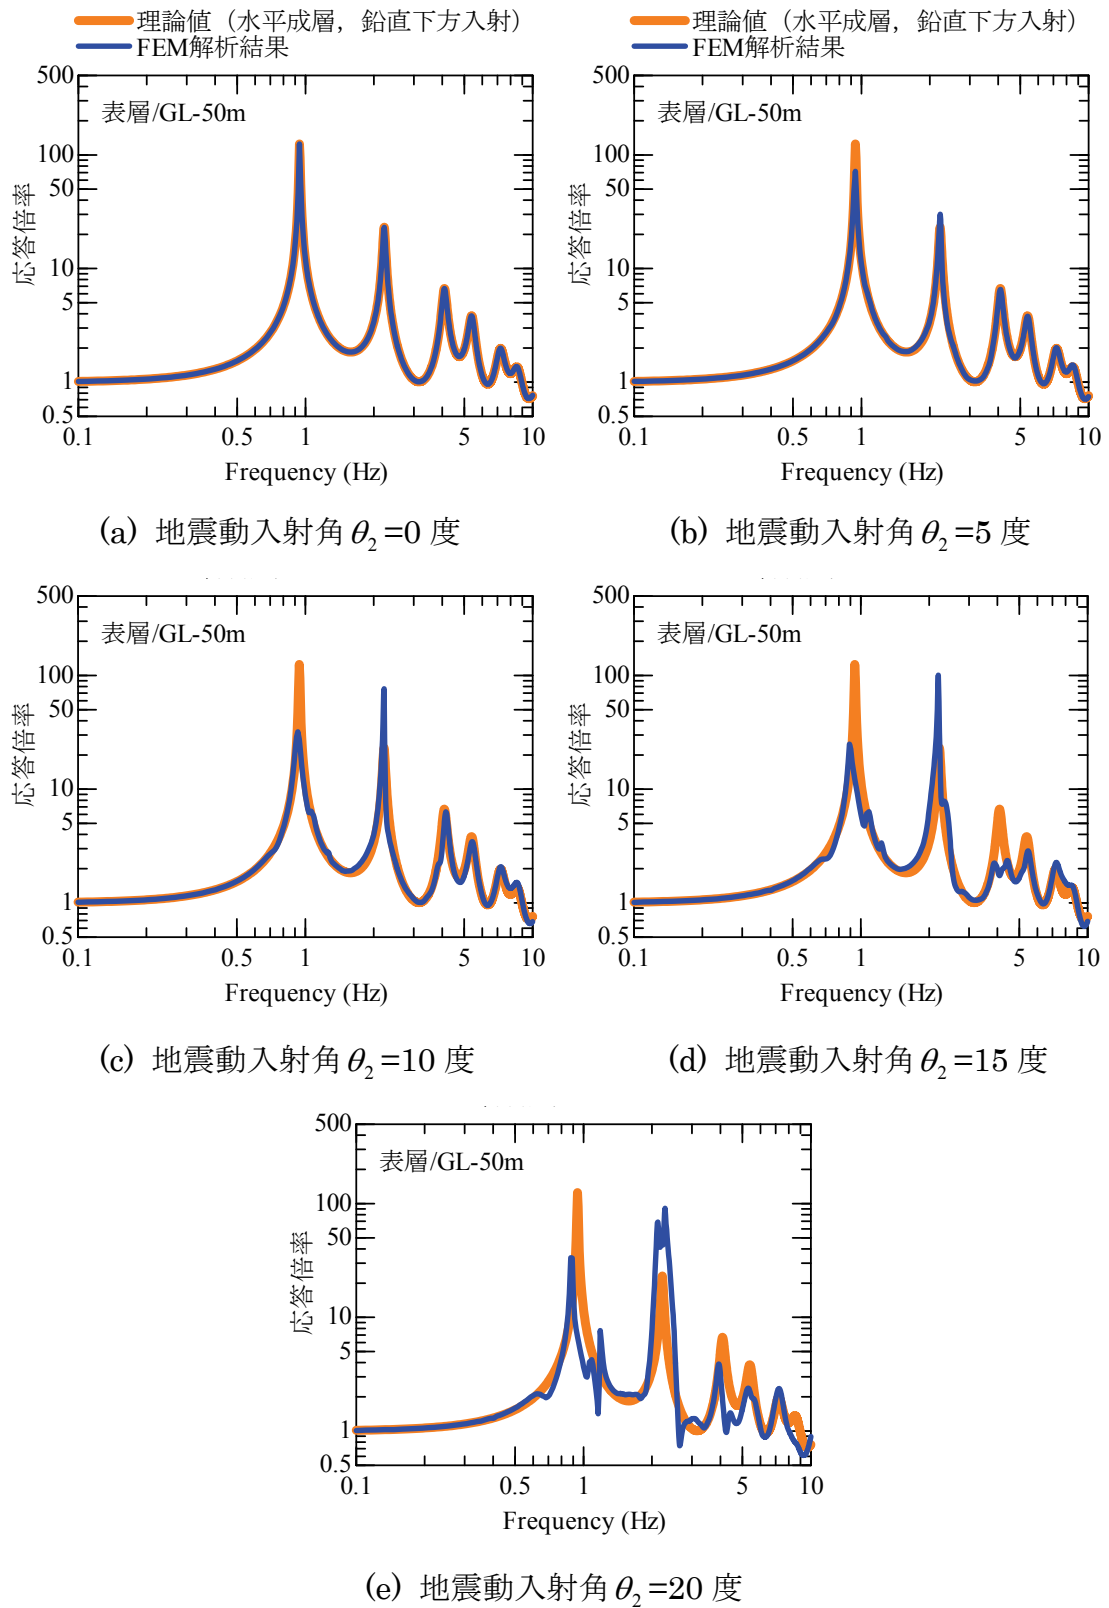 理論値（水平成層，鉛直下方入射）
FEM解析結果
理論値（水平成層，鉛直下方入射）
FEM解析結果
500
100
50
10
5
1
0.5
応答倍率
表層/GL-50m
0.1
0.5
1
5
10
Frequency (Hz)
(a) 地震動入射角θ2=0 度
500
100
50
10
5
1
0.5
応答倍率
表層/GL-50m
0.1
0.5
1
5
10
Frequency (Hz)
(b) 地震動入射角θ2=5 度
500
100
50
10
5
1
0.5
応答倍率
表層/GL-50m
0.1
0.5
1
5
10
Frequency (Hz)
(c) 地震動入射角θ2=10 度
500
100
50
10
5
1
0.5
応答倍率
表層/GL-50m
0.1
0.5
1
5
10
Frequency (Hz)
(d) 地震動入射角θ2=15 度
500
100
50
10
5
1
0.5
応答倍率
表層/GL-50m
0.1
0.5
1
5
10
Frequency (Hz)
(e) 地震動入射角θ2=20 度